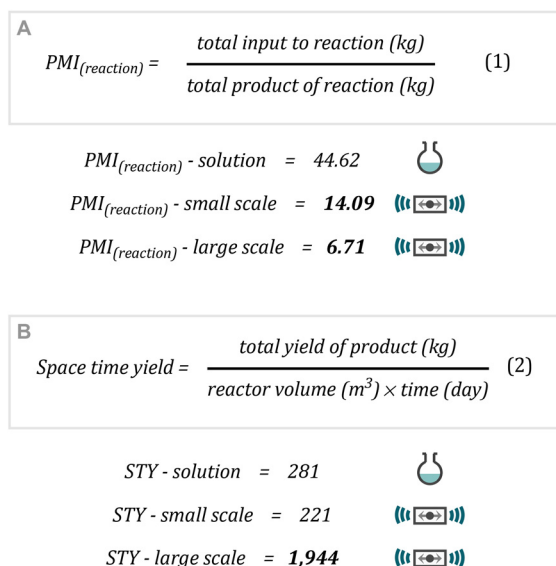 A
PMI(reaction) = total input to reaction (kg) / total product of reaction (kg) (1)
PMI(reaction) - solution = 44.62
PMI(reaction) - small scale = 14.09
PMI(reaction) - large scale = 6.71
B
Space time yield = total yield of product (kg) / reactor volume (m³) × time (day) (2)
STY - solution = 281
STY - small scale = 221
STY - large scale = 1,944